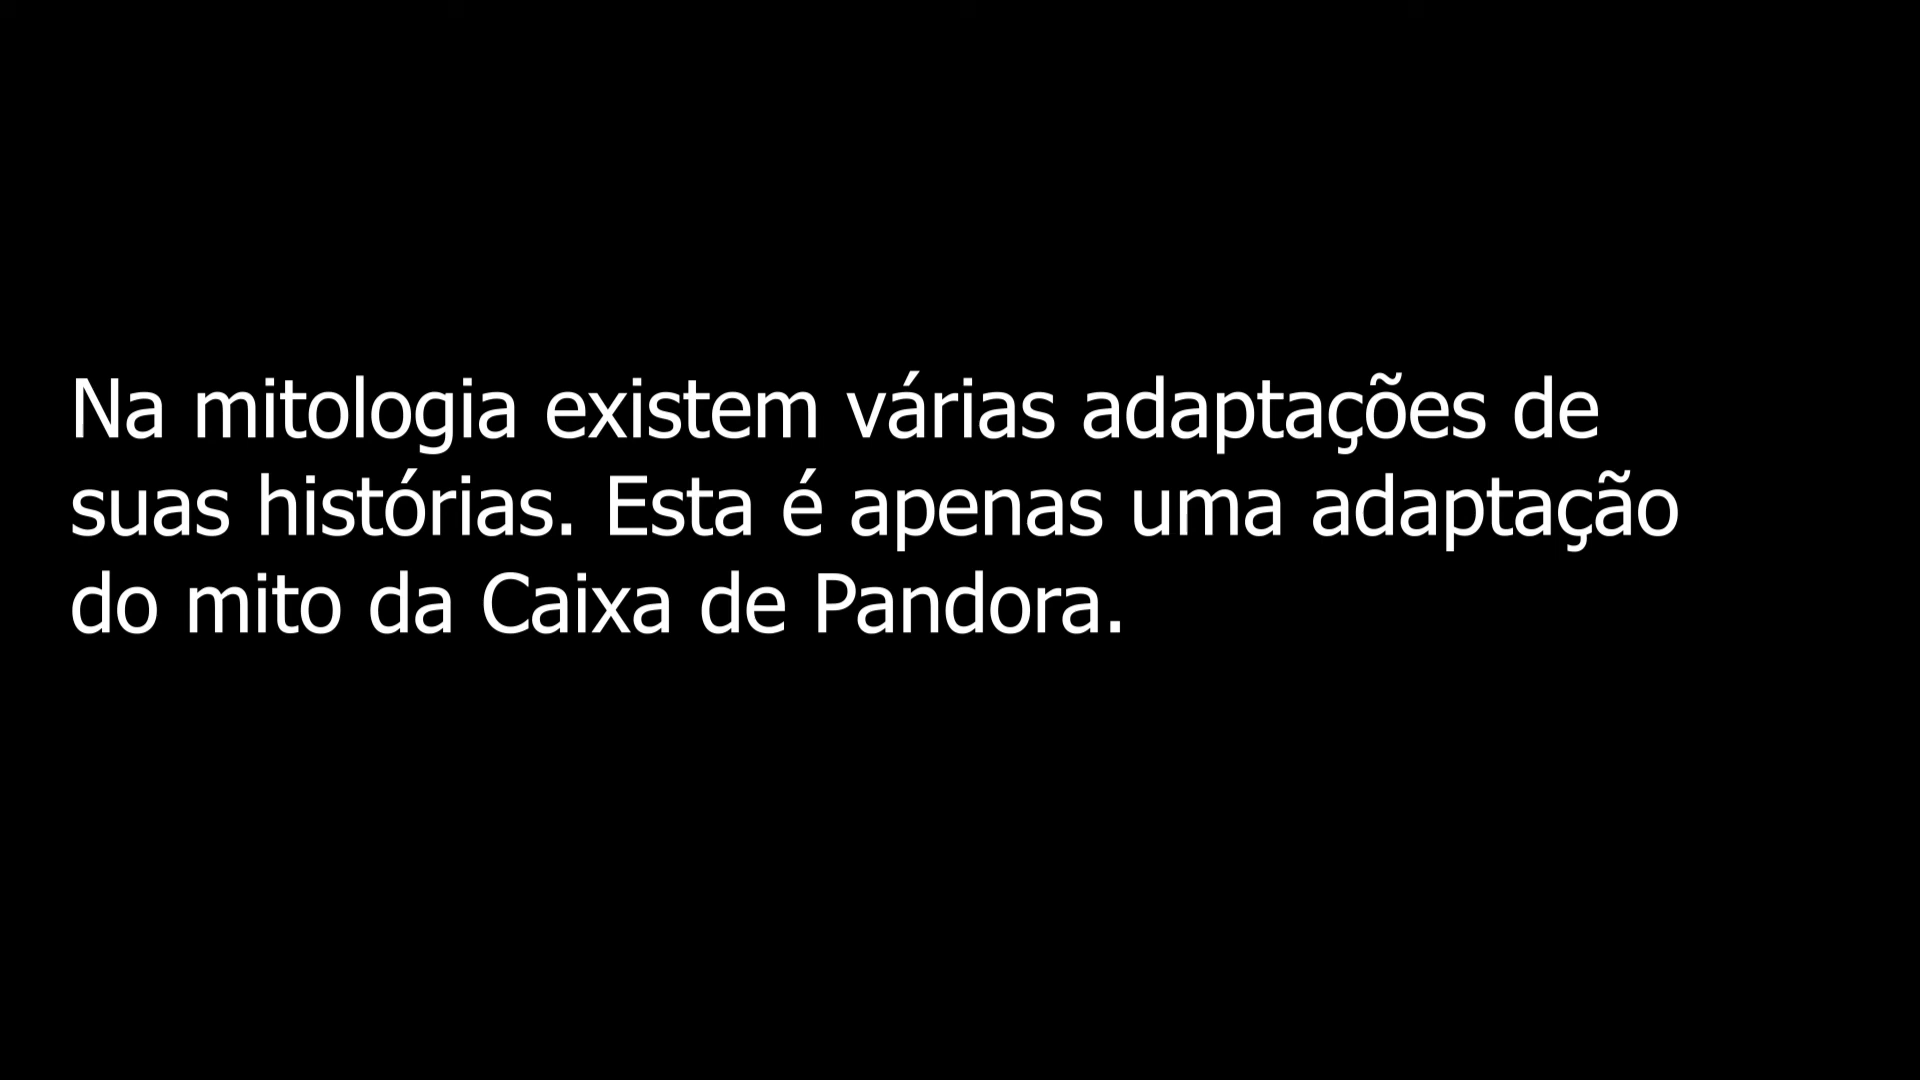 Na mitologia existem várias adaptações de
suas histórias. Esta é apenas uma adaptação
do mito da Caixa de Pandora.